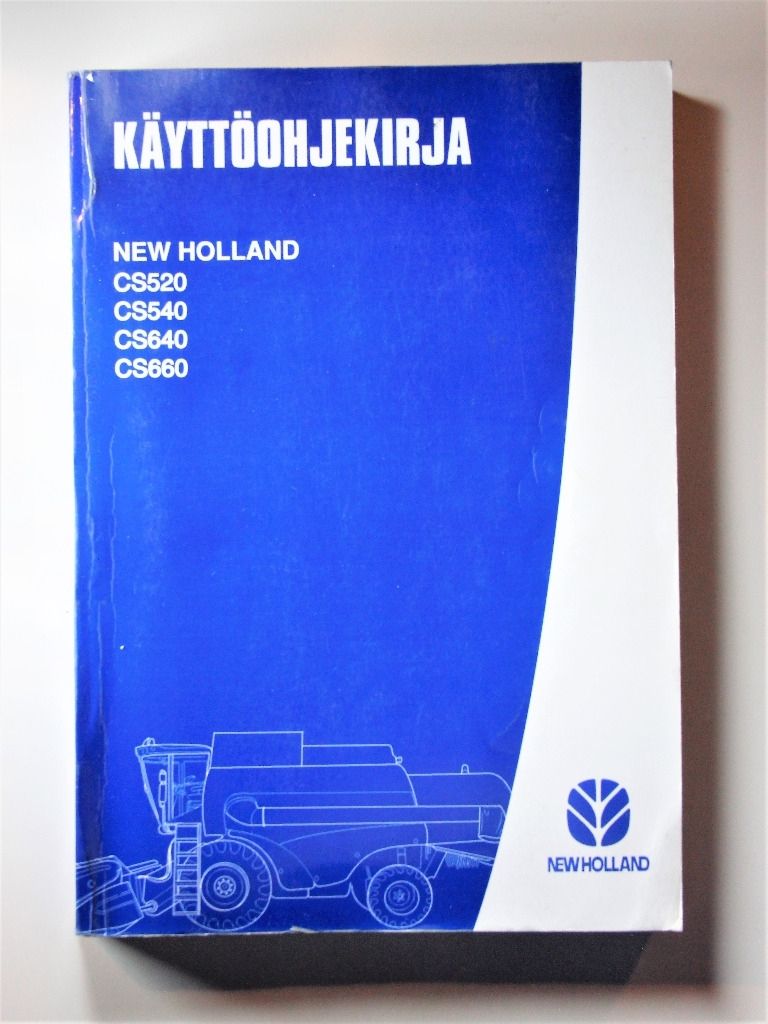 KÄYTTÖOHJEKIRJA
NEW HOLLAND
CS520
CS540
CS640
CS660
NEW HOLLAND